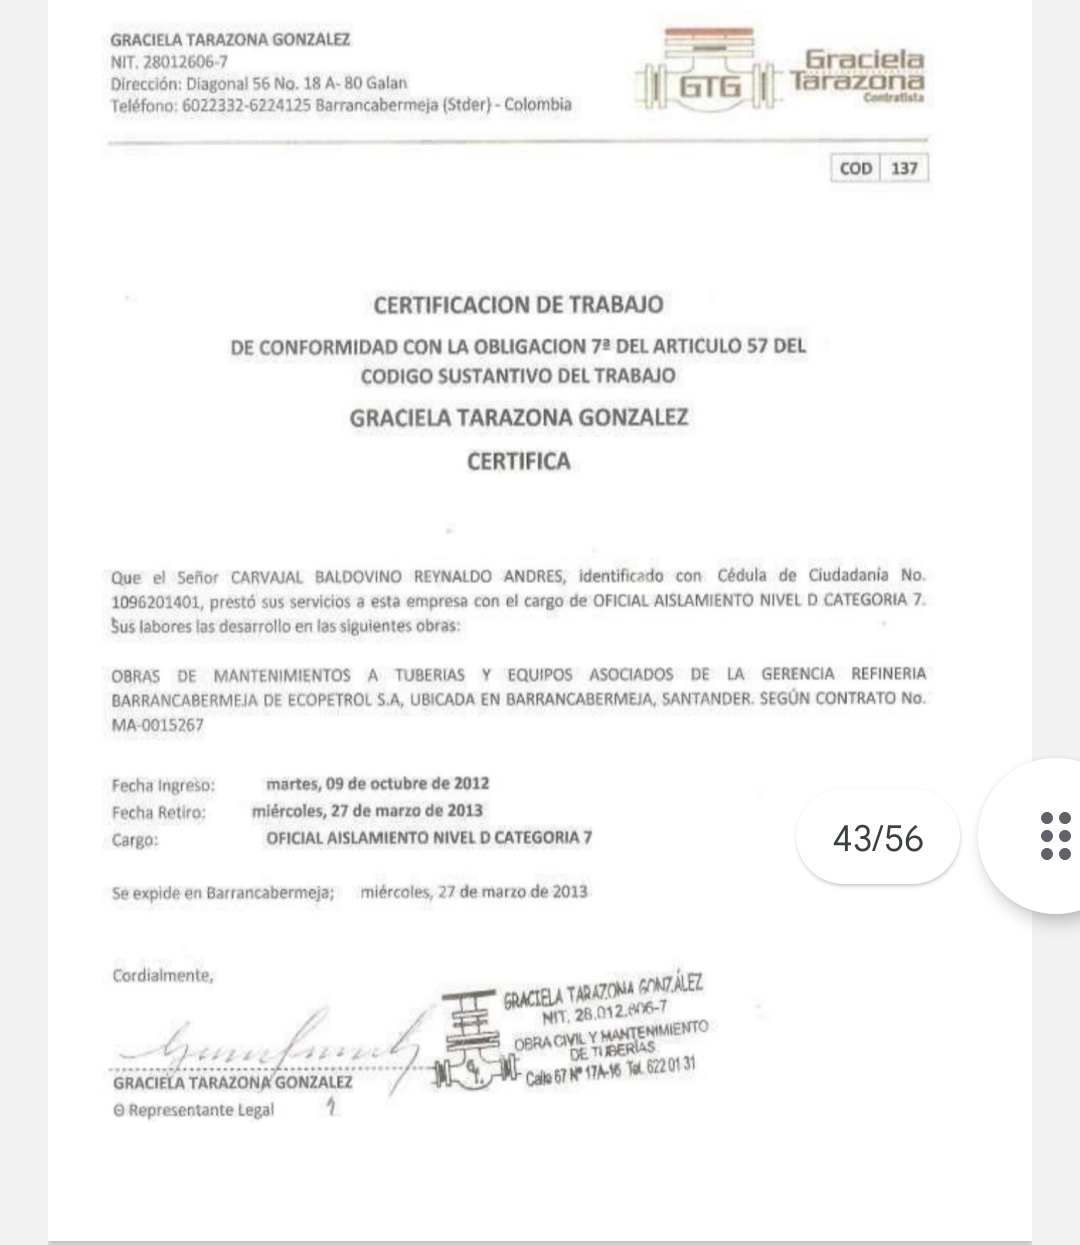 GRACIELA TARAZONA GONZALEZ
NIT. 28012606-7
Dirección: Diagonal 56 No. 18 A- 80 Galan
Teléfono: 6022332-6224125 Barrancabermeja (Stder) - Colombia
GTG
Graciela
Tarazona
Contratista
COD 137
CERTIFICACION DE TRABAJO
DE CONFORMIDAD CON LA OBLIGACION 7ª DEL ARTICULO 57 DEL
CODIGO SUSTANTIVO DEL TRABAJO
GRACIELA TARAZONA GONZALEZ
CERTIFICA
Que el Señor CARVAJAL BALDOVINO REYNALDO ANDRES, identificado con Cédula de Ciudadanía No.
1096201401, prestó sus servicios a esta empresa con el cargo de OFICIAL AISLAMIENTO NIVEL D CATEGORIA 7.
Sus labores las desarrollo en las siguientes obras:
OBRAS DE MANTENIMIENTOS A TUBERIAS Y EQUIPOS ASOCIADOS DE LA GERENCIA REFINERIA
BARRANCABERMEJA DE ECOPETROL S.A, UBICADA EN BARRANCABERMEJA, SANTANDER. SEGÚN CONTRATO No.
MA-0015267
Fecha Ingreso: martes, 09 de octubre de 2012
Fecha Retiro: miércoles, 27 de marzo de 2013
Cargo: OFICIAL AISLAMIENTO NIVEL D CATEGORIA 7
43/56
Se expide en Barrancabermeja; miércoles, 27 de marzo de 2013
Cordialmente,
GRACIELA TARAZONA GONZÁLEZ
NIT. 28.012.606-7
OBRA CIVIL Y MANTENIMIENTO
DE TUBERÍAS
Calle 67 Nº 17A-16 Tel. 622 01 31
GRACIELA TARAZONA GONZALEZ
Representante Legal